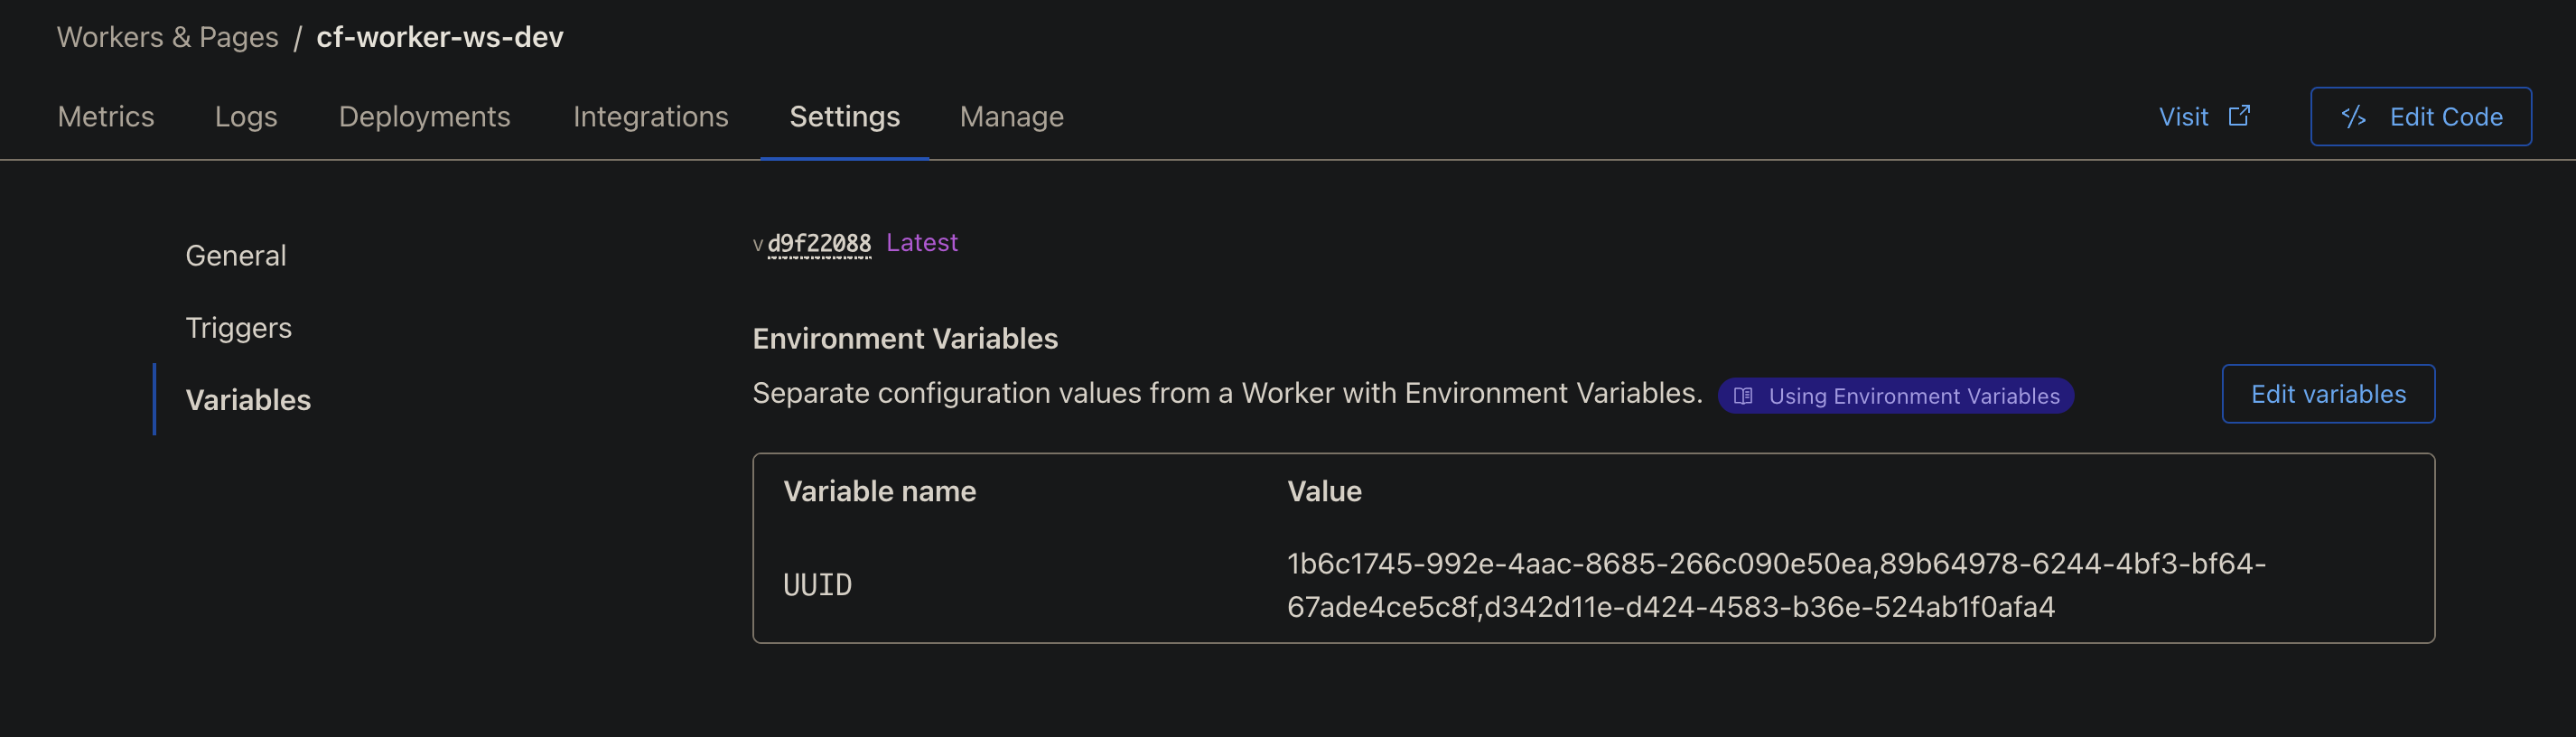 Workers & Pages / cf-worker-ws-dev
Metrics Logs Deployments Integrations Settings Manage Visit </> Edit Code
General
Triggers
Variables
v d9f22088 Latest
Environment Variables
Separate configuration values from a Worker with Environment Variables. Using Environment Variables Edit variables
Variable name Value
UUID
1b6c1745-992e-4aac-8685-266c090e50ea,89b64978-6244-4bf3-bf64-
67ade4ce5c8f,d342d11e-d424-4583-b36e-524ab1f0afa4